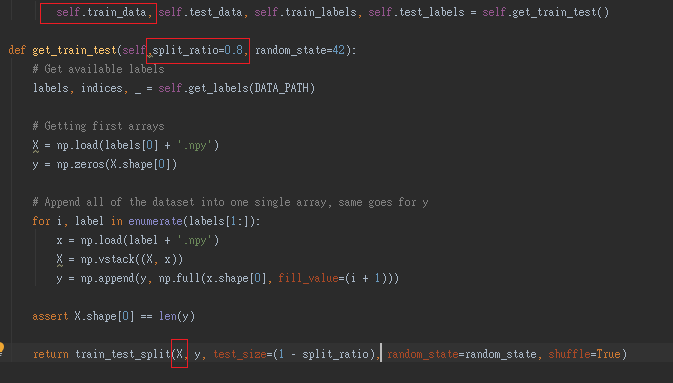 self.train_data, self.test_data, self.train_labels, self.test_labels = self.get_train_test()
def get_train_test(self,split_ratio=0.8, random_state=42):
# Get available labels
labels, indices, _ = self.get_labels(DATA_PATH)
# Getting first arrays
X = np.load(labels[0] + '.npy')
y = np.zeros(X.shape[0])
# Append all of the dataset into one single array, same goes for y
for i, label in enumerate(labels[1:]):
x = np.load(label + '.npy')
X = np.vstack((X, x))
y = np.append(y, np.full(x.shape[0], fill_value=(i + 1)))
assert X.shape[0] == len(y)
return train_test_split(X, y, test_size=(1 - split_ratio), random_state=random_state, shuffle=True)